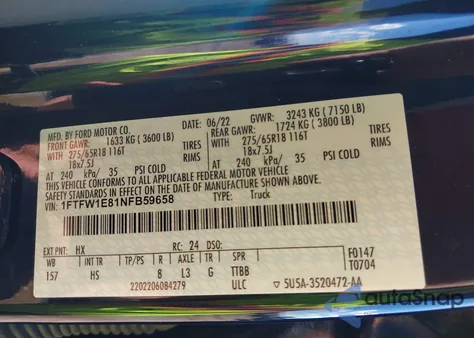 MFD. BY FORD MOTOR CO.
06/22 GVWR: 3243 KG (7150 LB)
FRONT GAWR: 1633 KG (3600 LB) REAR GAWR: 1724 KG (3800 LB)
WITH 275/65R18 116T TIRES WITH 275/65R18 116T TIRES
18x7.5J RIMS 18x7.5J RIMS
AT 240 kPa/ 35 PSI COLD AT 240 kPa/ 35 PSI COLD
THIS VEHICLE CONFORMS TO ALL APPLICABLE FEDERAL MOTOR VEHICLE
SAFETY STANDARDS IN EFFECT ON THE DATE OF MANUFACTURE SHOWN ABOVE.
VIN: 1FTFW1E81NFB59658 TYPE: Truck
EXT PNT: HX RC: 24 DSO:
WB BRK INT TR TP/PS R AXLE TR SPR F0147
157 HS 8 L3 G TTBB T0704
2202206084279 ULC ▽ 5U5A-3520472-AA
autoSnap